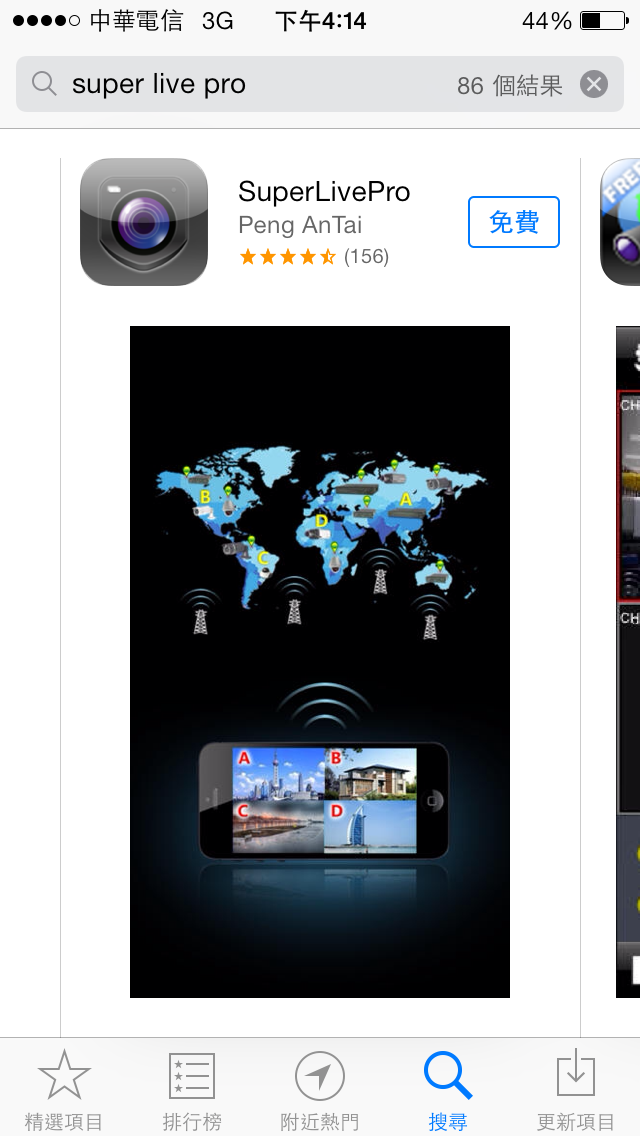 中華電信 3G 下午4:14 44%
super live pro 86 個結果
SuperLivePro
Peng AnTai
免費
(156)
FREE
CH
CH
B
A
D
C
A B
C D
精選項目 排行榜 附近熱門 搜尋 更新項目